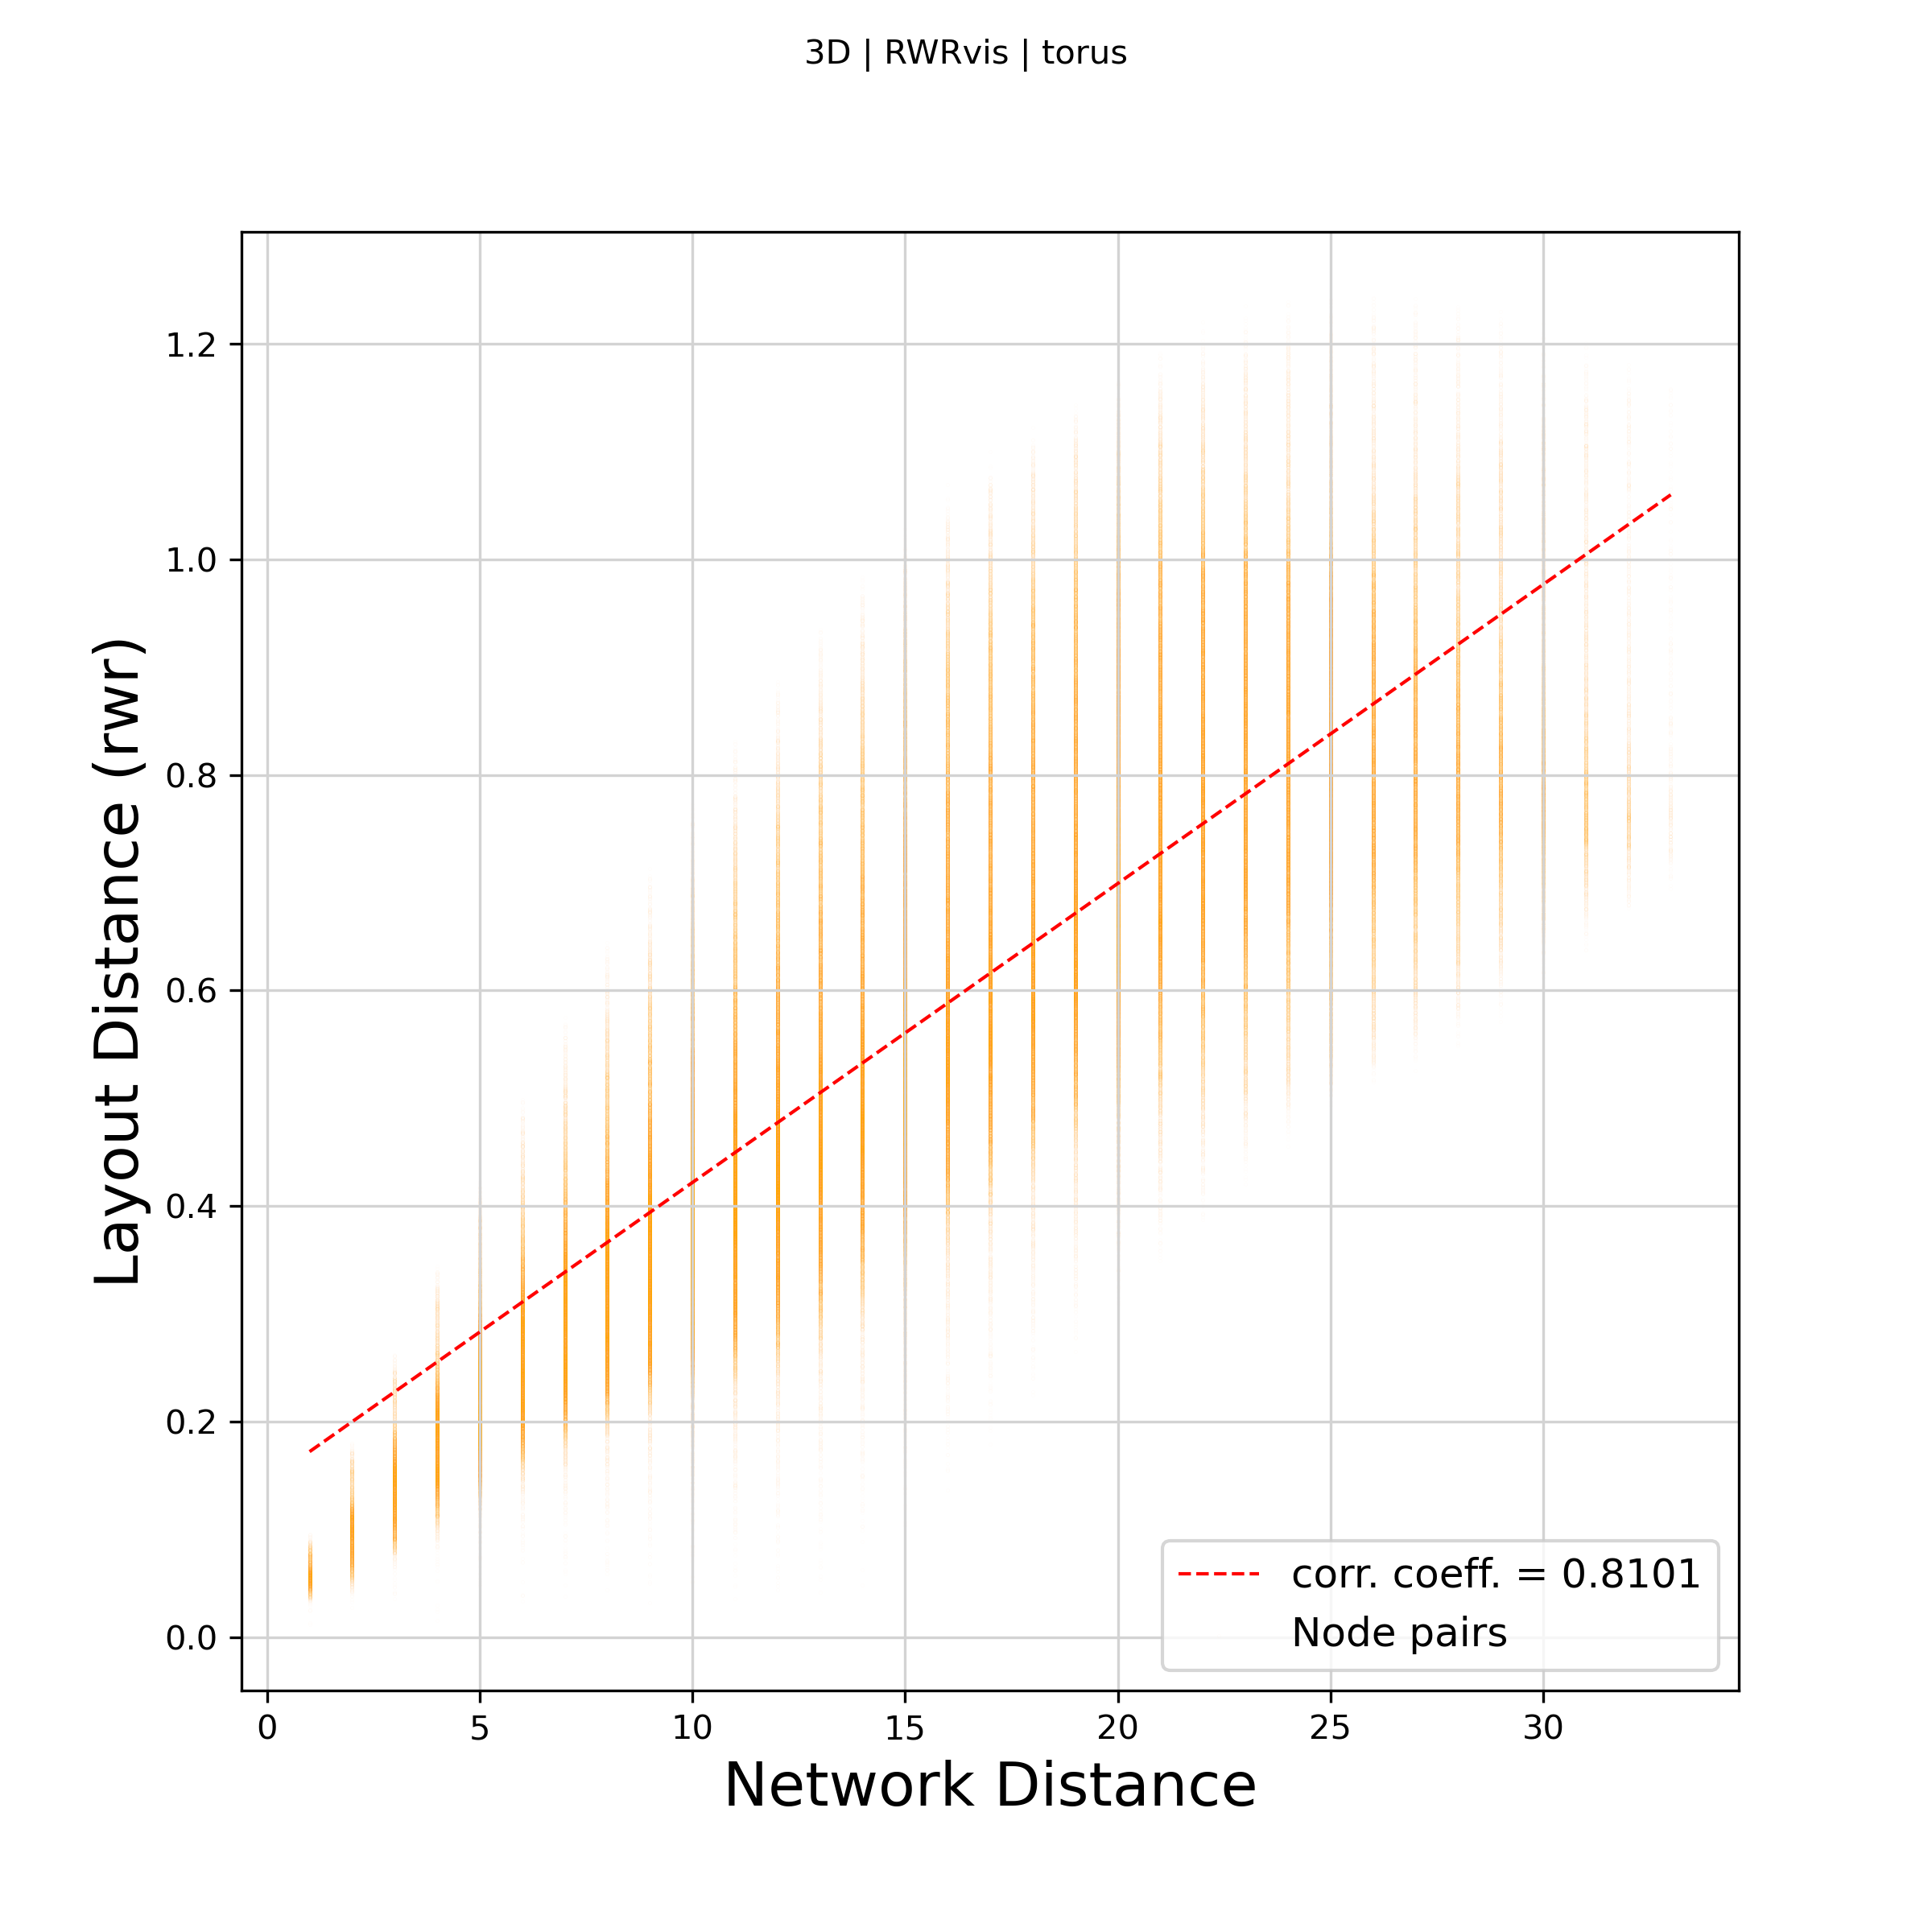 3D | RWRvis | torus
Layout Distance (rwr)
1.2
1.0
0.8
0.6
0.4
0.2
0.0
corr. coeff. = 0.8101
Node pairs
0 5 10 15 20 25 30
Network Distance